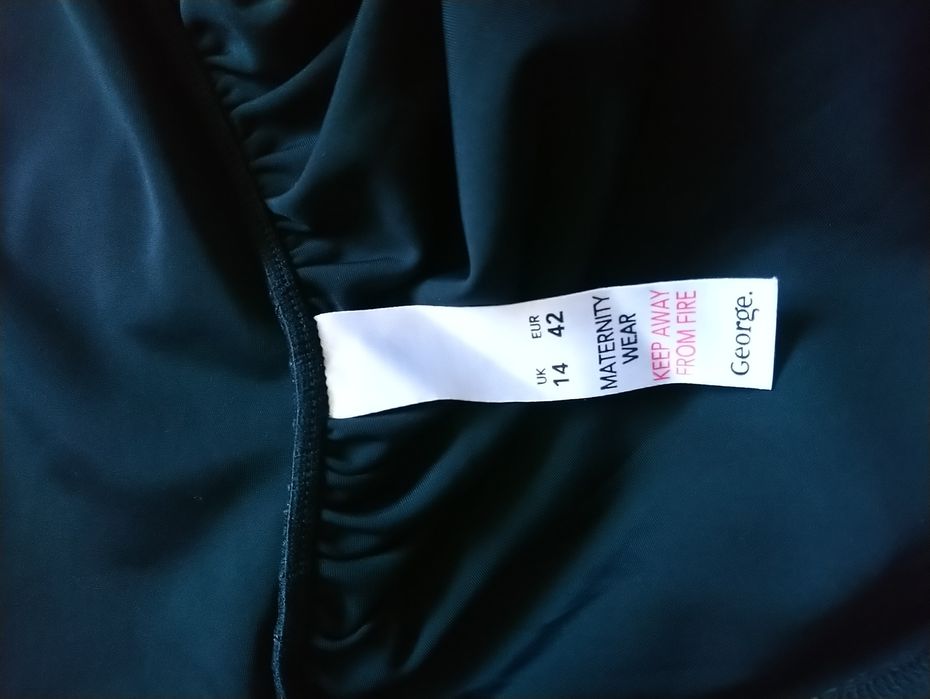 George.
KEEP AWAY
FROM FIRE
MATERNITY
WEAR
UK EUR
14 42